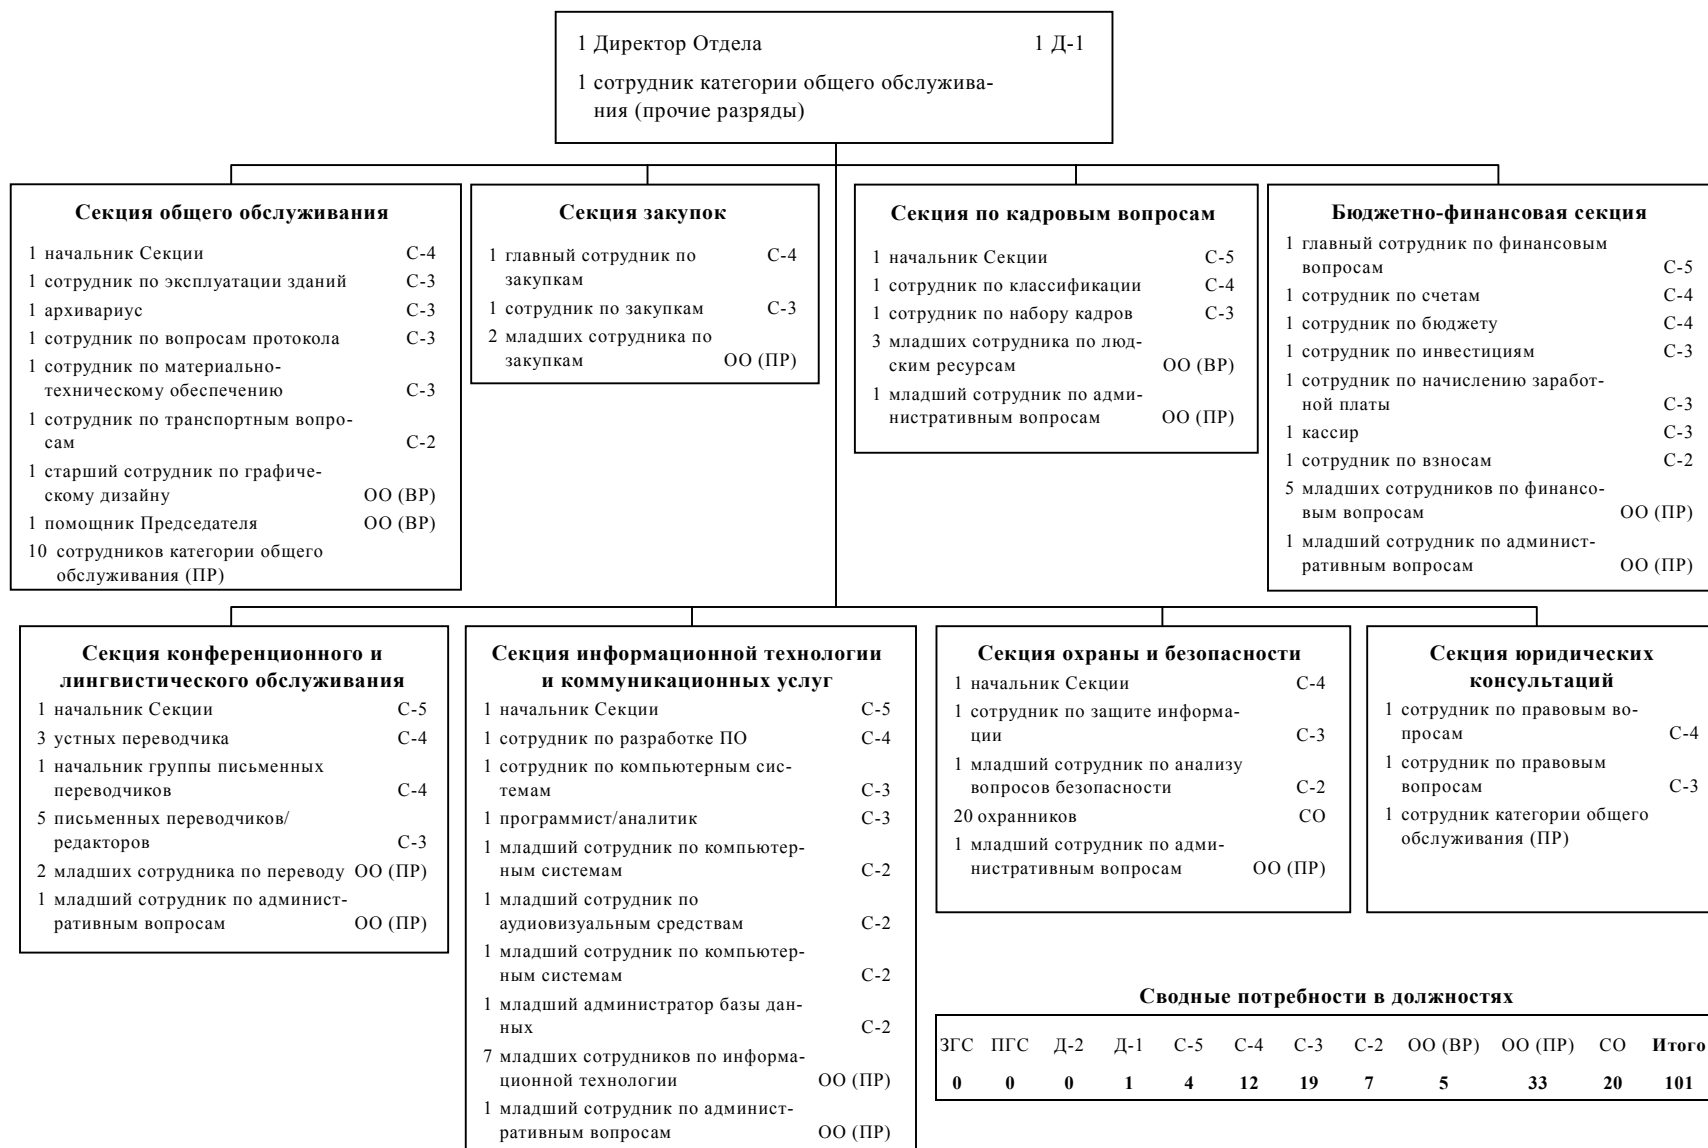 1 Директор Отдела 1 Д-1
1 сотрудник категории общего обслужива-
ния (прочие разряды)
Секция общего обслуживания
1 начальник Секции С-4
1 сотрудник по эксплуатации зданий С-3
1 архивариус С-3
1 сотрудник по вопросам протокола С-3
1 сотрудник по материально-
техническому обеспечению С-3
1 сотрудник по транспортным вопро-
сам С-2
1 старший сотрудник по графиче-
скому дизайну ОО (ВР)
1 помощник Председателя ОО (ВР)
10 сотрудников категории общего
обслуживания (ПР)
Секция закупок
1 главный сотрудник по С-4
закупкам
1 сотрудник по закупкам С-3
2 младших сотрудника по
закупкам ОО (ПР)
Секция по кадровым вопросам
1 начальник Секции С-5
1 сотрудник по классификации С-4
1 сотрудник по набору кадров С-3
3 младших сотрудника по люд-
ским ресурсам ОО (ВР)
1 младший сотрудник по адми-
нистративным вопросам ОО (ПР)
Бюджетно-финансовая секция
1 главный сотрудник по финансовым
вопросам С-5
1 сотрудник по счетам С-4
1 сотрудник по бюджету С-4
1 сотрудник по инвестициям С-3
1 сотрудник по начислению заработ-
ной платы С-3
1 кассир С-3
1 сотрудник по взносам С-2
5 младших сотрудников по финансо-
вым вопросам ОО (ПР)
1 младший сотрудник по админист-
ративным вопросам ОО (ПР)
Секция конференционного и
лингвистического обслуживания
1 начальник Секции С-5
3 устных переводчика С-4
1 начальник группы письменных
переводчиков С-4
5 письменных переводчиков/
редакторов С-3
2 младших сотрудника по переводу ОО (ПР)
1 младший сотрудник по админист-
ративным вопросам ОО (ПР)
Секция информационной технологии
и коммуникационных услуг
1 начальник Секции С-5
1 сотрудник по разработке ПО С-4
1 сотрудник по компьютерным сис-
темам С-3
1 программист/аналитик С-3
1 младший сотрудник по компьютер-
ным системам С-2
1 младший сотрудник по
аудиовизуальным средствам С-2
1 младший сотрудник по компьютер-
ным системам С-2
1 младший администратор базы дан-
ных С-2
7 младших сотрудников по информа-
ционной технологии ОО (ПР)
1 младший сотрудник по админист-
ративным вопросам ОО (ПР)
Секция охраны и безопасности
1 начальник Секции С-4
1 сотрудник по защите информа-
ции С-3
1 младший сотрудник по анализу
вопросов безопасности С-2
20 охранников СО
1 младший сотрудник по адми-
нистративным вопросам ОО (ПР)
Секция юридических
консультаций
1 сотрудник по правовым во-
просам С-4
1 сотрудник по правовым
вопросам С-3
1 сотрудник категории общего
обслуживания (ПР)
Сводные потребности в должностях
ЗГС ПГС Д-2 Д-1 С-5 С-4 С-3 С-2 ОО (ВР) ОО (ПР) СО Итого
0 0 0 1 4 12 19 7 5 33 20 101